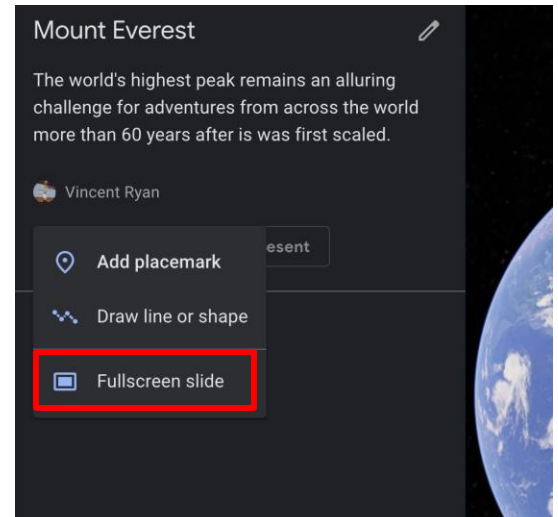 Mount Everest
The world's highest peak remains an alluring
challenge for adventures from across the world
more than 60 years after is was first scaled.
Vincent Ryan
esent
Add placemark
Draw line or shape
Fullscreen slide